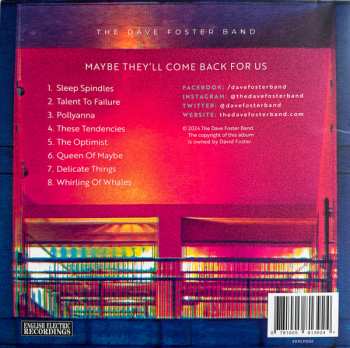 THE DAVE FOSTER BAND
MAYBE THEY'LL COME BACK FOR US
1. Sleep Spindles
2. Talent To Failure
3. Pollyanna
4. These Tendencies
5. The Optimist
6. Queen Of Maybe
7. Delicate Things
8. Whirling Of Whales
FACEBOOK: /davefosterband
INSTAGRAM: @thedavefosterband
TWITTER: @davefosterband
WEBSITE: thedavefosterband.com
© 2024 The Dave Foster Band
The copyright of this album
is owned by David Foster
ENGLISH ELECTRIC
RECORDINGS